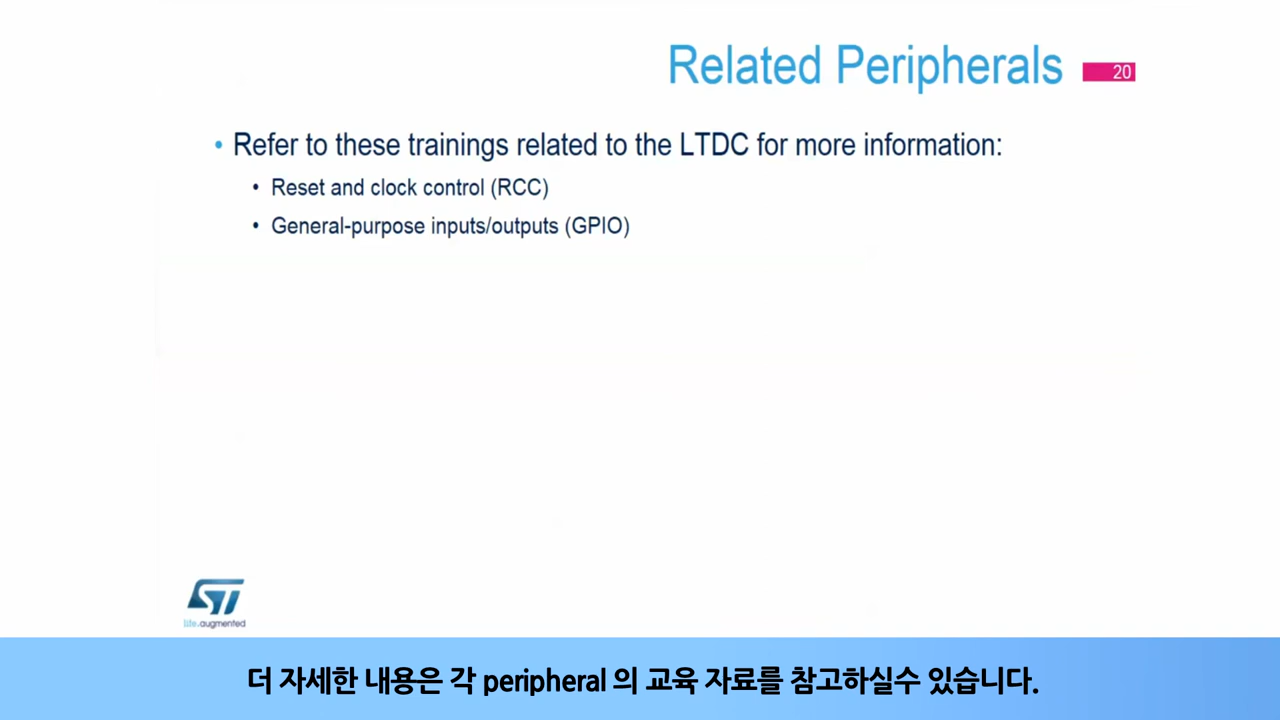 Related Peripherals
20
• Refer to these trainings related to the LTDC for more information:
• Reset and clock control (RCC)
• General-purpose inputs/outputs (GPIO)
ST
life.augmented
더 자세한 내용은 각 peripheral 의 교육 자료를 참고하실수 있습니다.